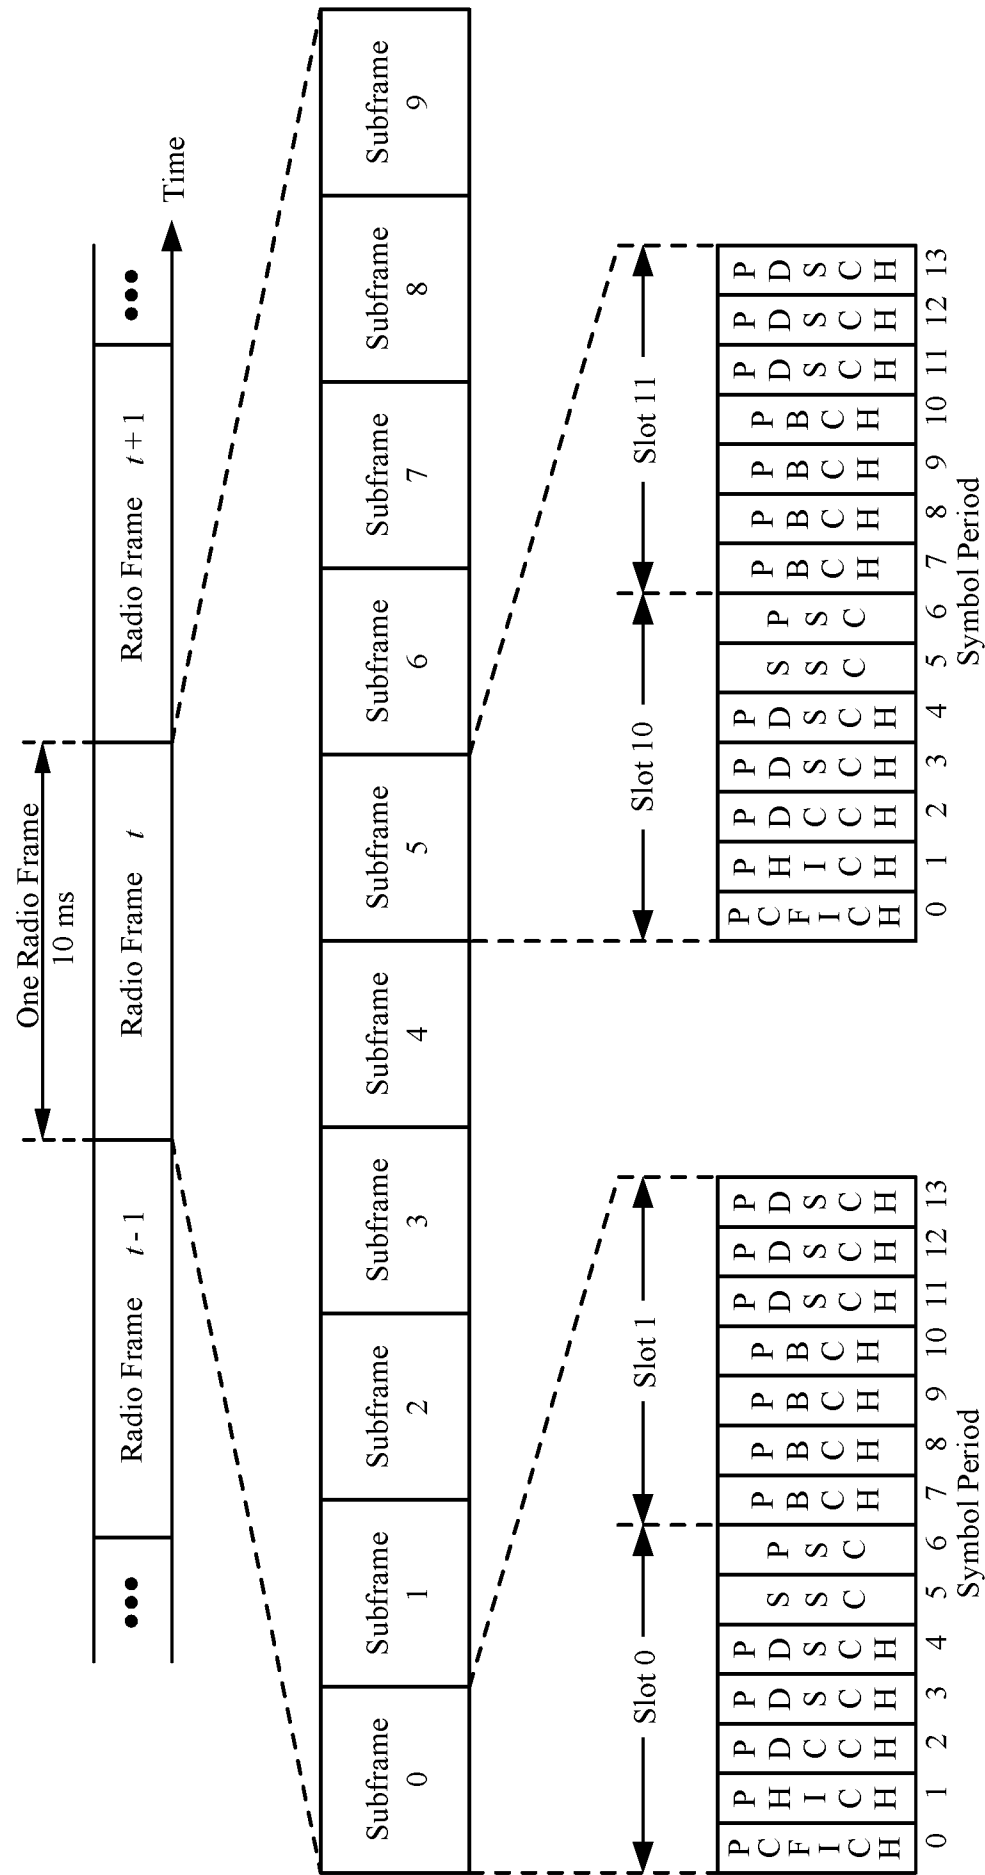 One Radio Frame
10 ms
••• Radio Frame t - 1 Radio Frame t Radio Frame t + 1 •••
Time
Subframe Subframe Subframe Subframe Subframe Subframe Subframe Subframe Subframe Subframe
0 1 2 3 4 5 6 7 8 9
Slot 0 Slot 1 Slot 10 Slot 11
PCFICH PHICH PDCCH PDSCH PDSCH SSC PSC PBCH PBCH PBCH PBCH PDSCH PDSCH PDSCH
0 1 2 3 4 5 6 7 8 9 10 11 12 13
Symbol Period
PCFICH PHICH PDCCH PDSCH PDSCH SSC PSC PBCH PBCH PBCH PBCH PDSCH PDSCH PDSCH
0 1 2 3 4 5 6 7 8 9 10 11 12 13
Symbol Period